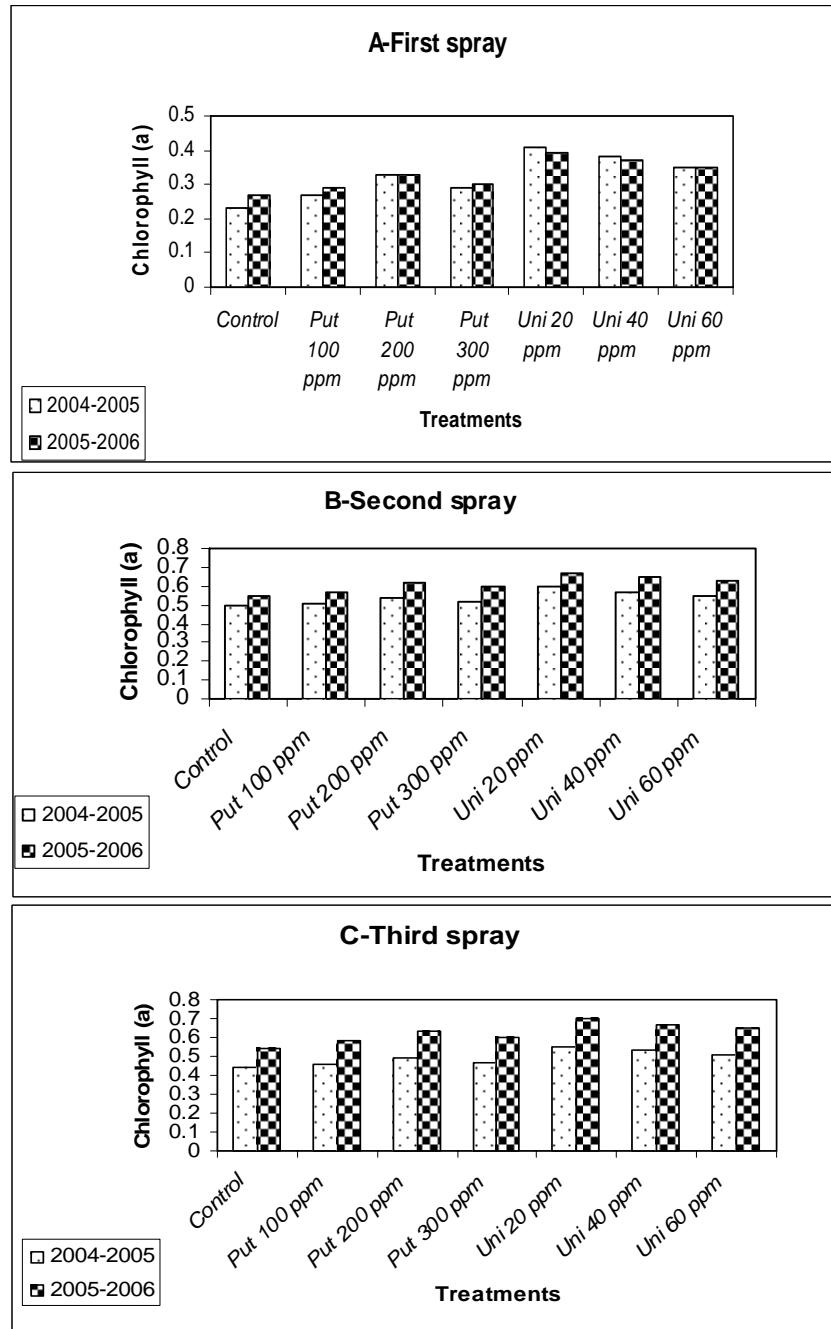 A-First spray
Chlorophyll (a)
0.5
0.4
0.3
0.2
0.1
0
Control
Put 100 ppm
Put 200 ppm
Put 300 ppm
Uni 20 ppm
Uni 40 ppm
Uni 60 ppm
Treatments
2004-2005
2005-2006
B-Second spray
Chlorophyll (a)
0.8
0.7
0.6
0.5
0.4
0.3
0.2
0.1
0
Control
Put 100 ppm
Put 200 ppm
Put 300 ppm
Uni 20 ppm
Uni 40 ppm
Uni 60 ppm
Treatments
2004-2005
2005-2006
C-Third spray
Chlorophyll (a)
0.8
0.7
0.6
0.5
0.4
0.3
0.2
0.1
0
Control
Put 100 ppm
Put 200 ppm
Put 300 ppm
Uni 20 ppm
Uni 40 ppm
Uni 60 ppm
Treatments
2004-2005
2005-2006